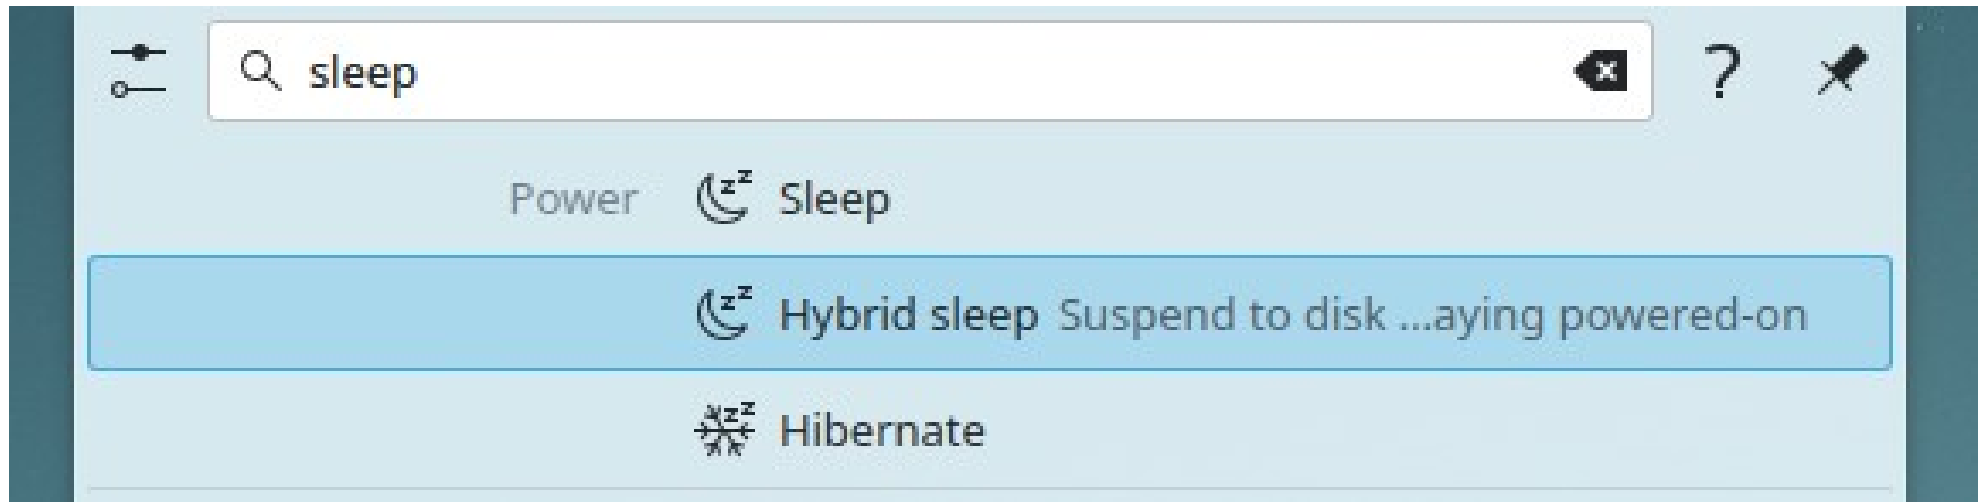 sleep
Power Sleep
Hybrid sleep Suspend to disk ...aying powered-on
Hibernate